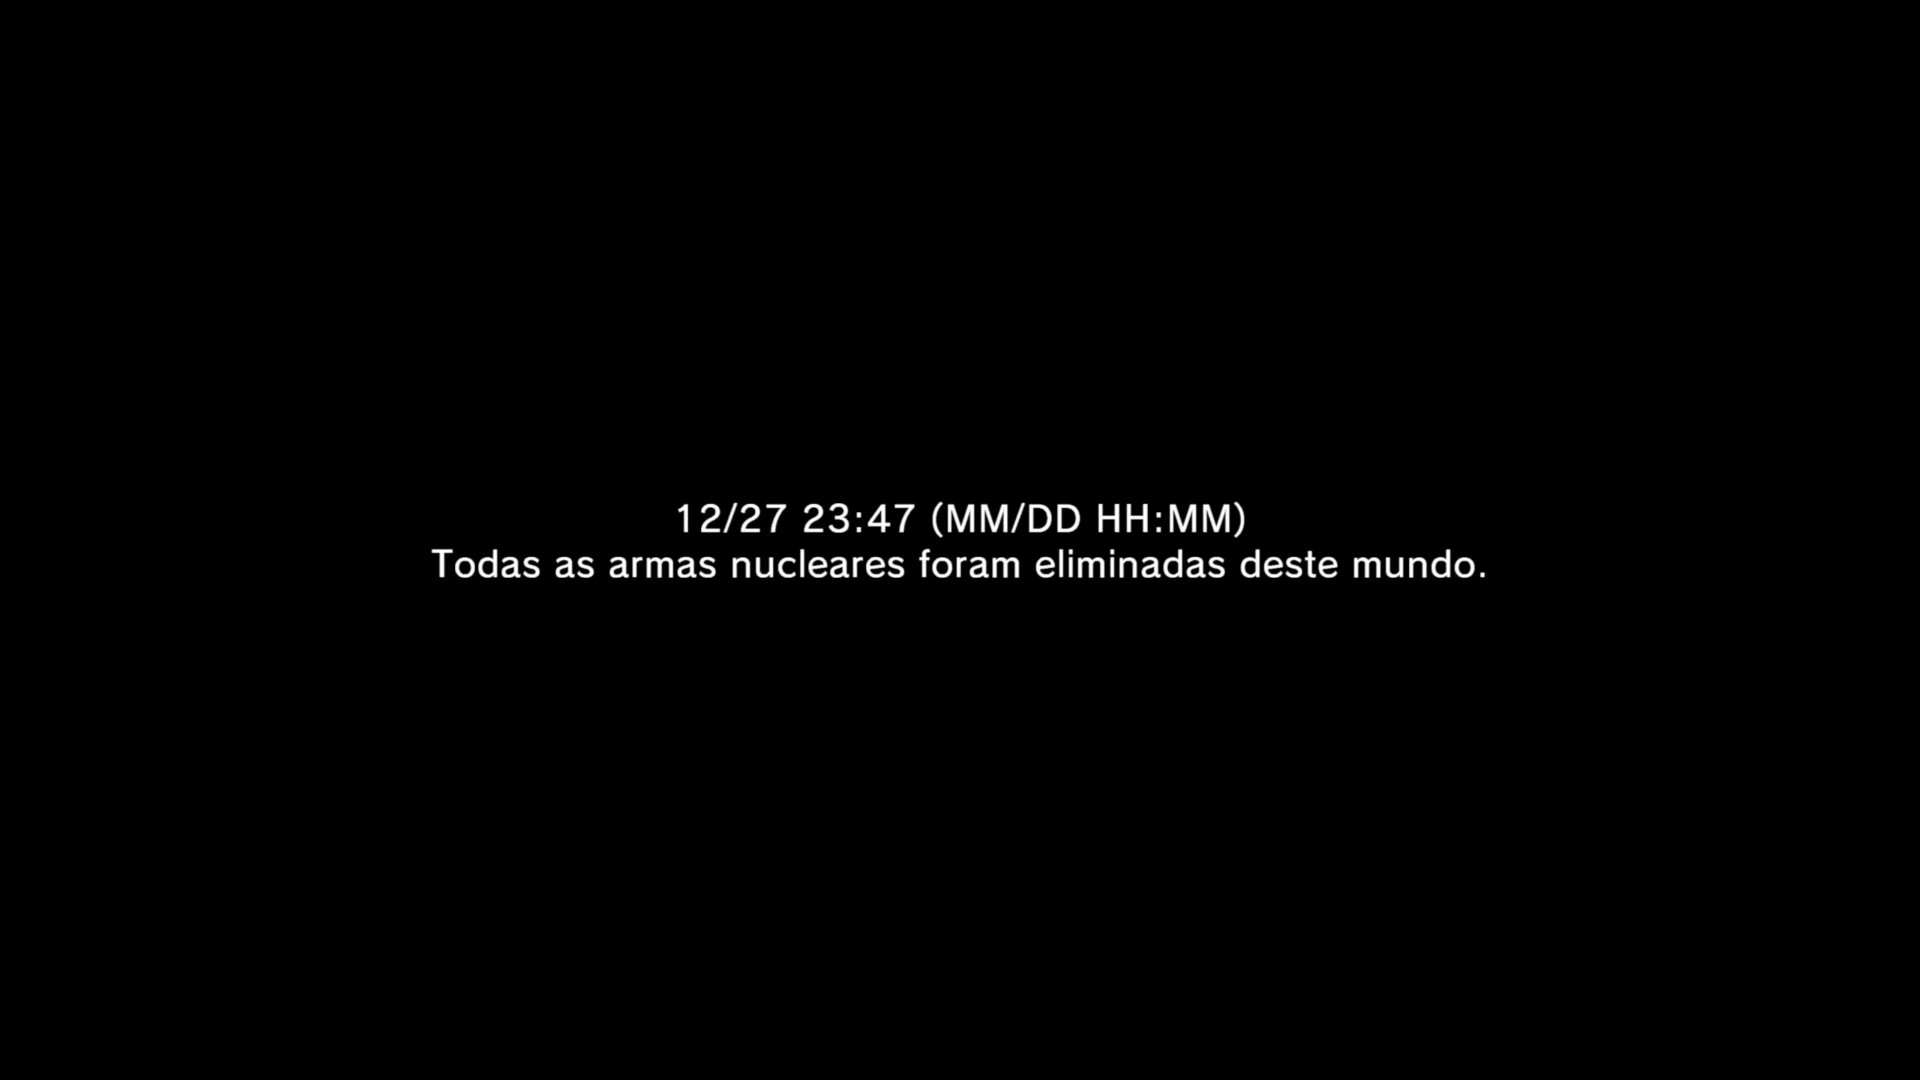 12/27 23:47 (MM/DD HH:MM)
Todas as armas nucleares foram eliminadas deste mundo.